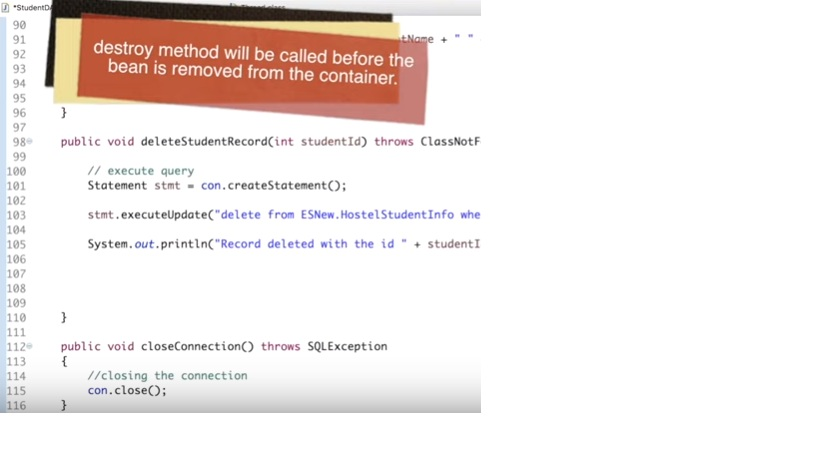 *StudentD
90
91 tName + " "
92
93
94
95
96 }
97
98 public void deleteStudentRecord(int studentId) throws ClassNotF
99
100 // execute query
101 Statement stmt = con.createStatement();
102
103 stmt.executeUpdate("delete from ESNew.HostelStudentInfo whe
104
105 System.out.println("Record deleted with the id " + studentI
106
107
108
109
110 }
111
112 public void closeConnection() throws SQLException
113 {
114 //closing the connection
115 con.close();
116 }
destroy method will be called before the
bean is removed from the container.